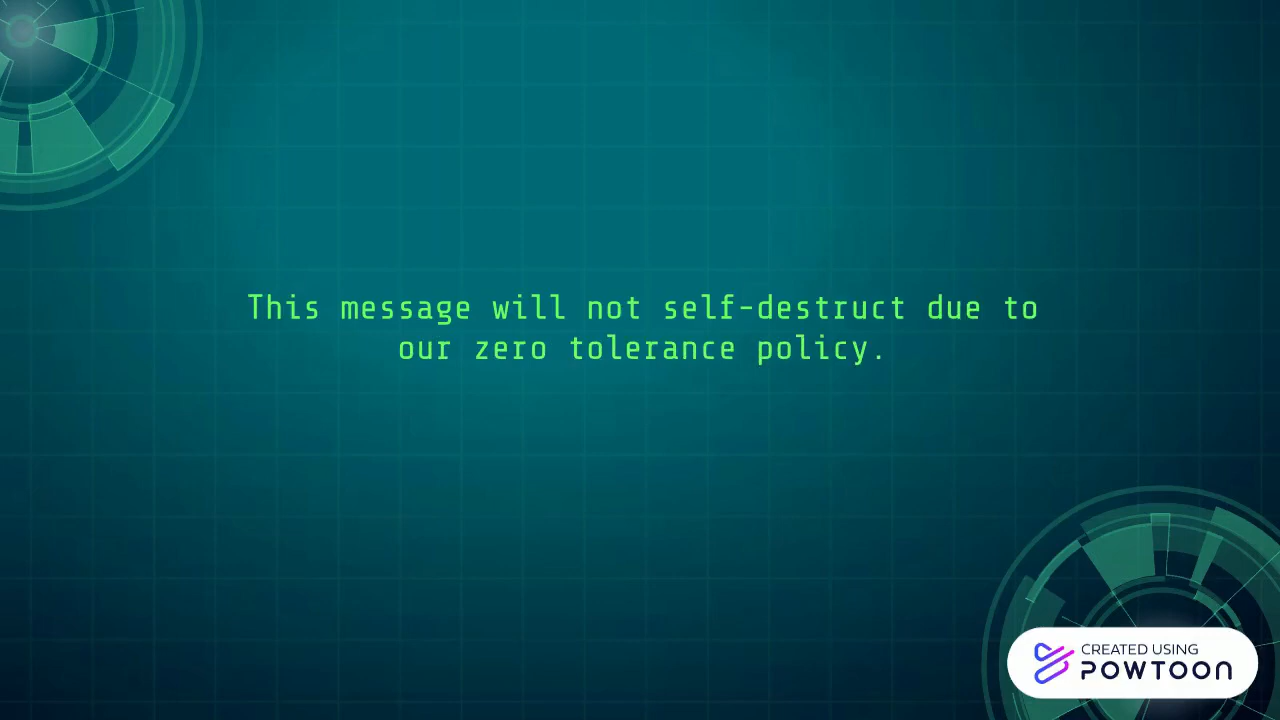 This message will not self-destruct due to
our zero tolerance policy.
CREATED USING
POWTOON